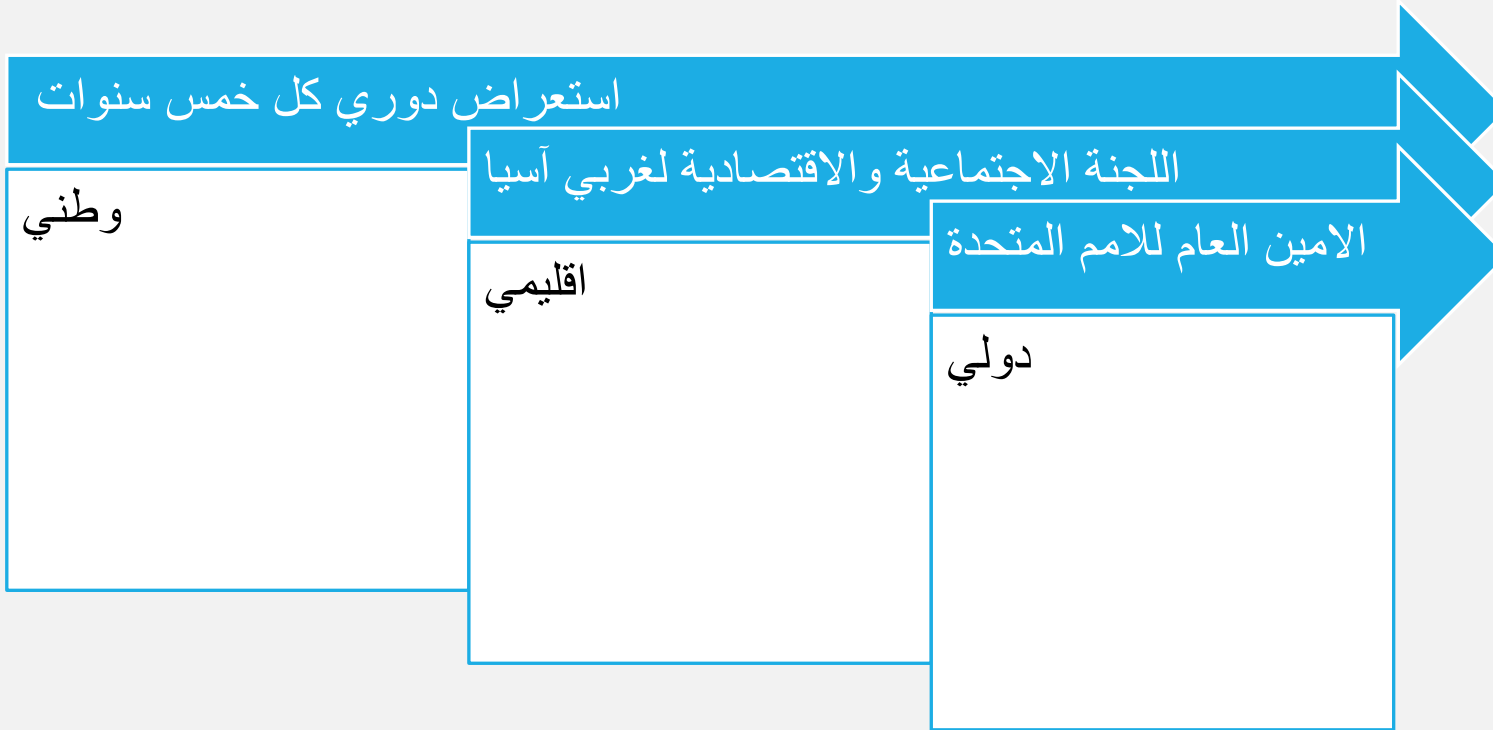 استعراض دوري كل خمس سنوات
وطني
اللجنة الاجتماعية والاقتصادية لغربي آسيا
اقليمي
الامين العام للامم المتحدة
دولي